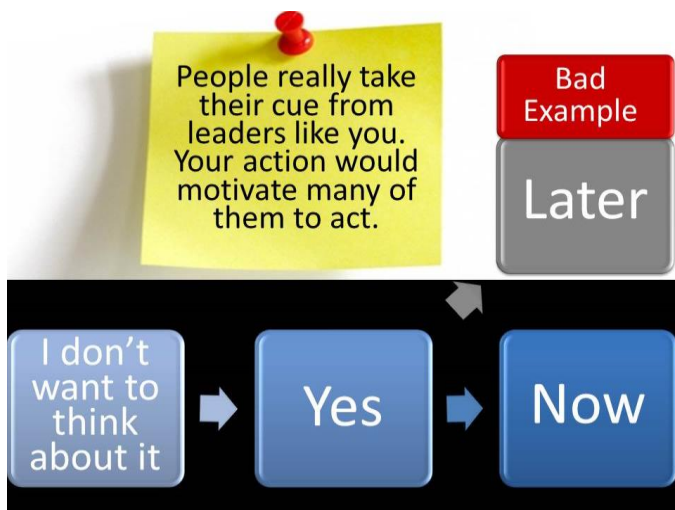 People really take
their cue from
leaders like you.
Your action would
motivate many of
them to act.
Bad
Example
Later
I don’t
want to
think
about it
Yes
Now